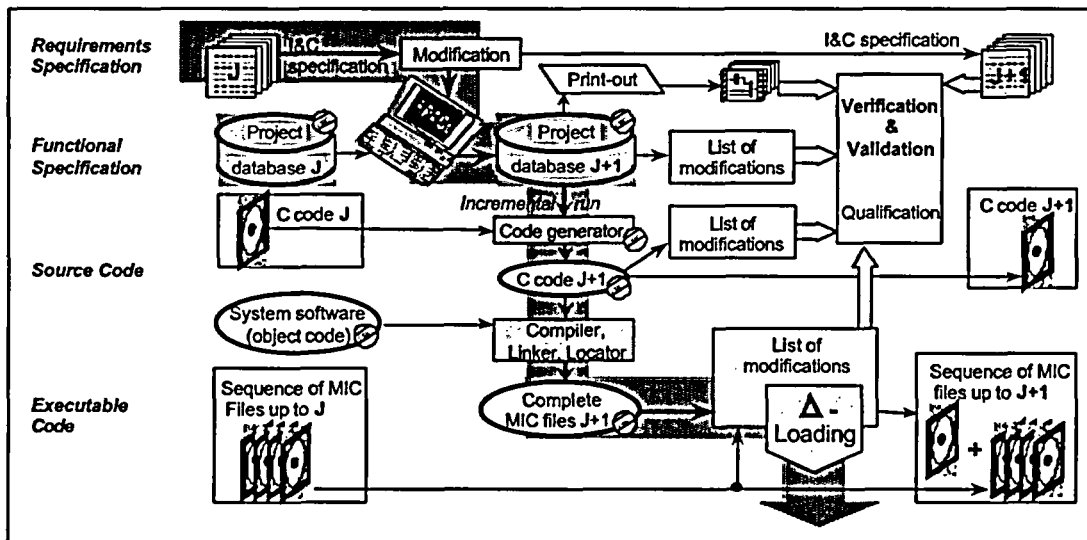 Requirements
Specification
J
I&C
specification
Modification
I&C specification
J+1
Print-out
Verification
&
Validation
Qualification
Functional
Specification
Project
database J
Project
database J+1
List of
modifications
Incremental run
C code J
Code generator
List of
modifications
C code J+1
Source Code
C code J+1
System software
(object code)
Compiler,
Linker, Locator
List of
modifications
Executable
Code
Sequence of MIC
Files up to J
Complete
MIC files J+1
Δ -
Loading
Sequence of MIC
files up to J+1
+